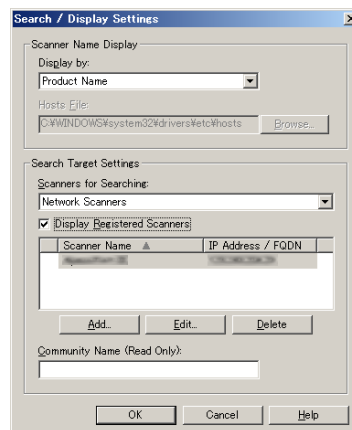 Search / Display Settings
Scanner Name Display
Display by:
Product Name
Hosts File:
C:¥WINDOWS¥system32¥drivers¥etc¥hosts
Browse...
Search Target Settings
Scanners for Searching:
Network Scanners
Display Registered Scanners
Scanner Name
IP Address / FQDN
Add...
Edit...
Delete
Community Name (Read Only):
OK
Cancel
Help